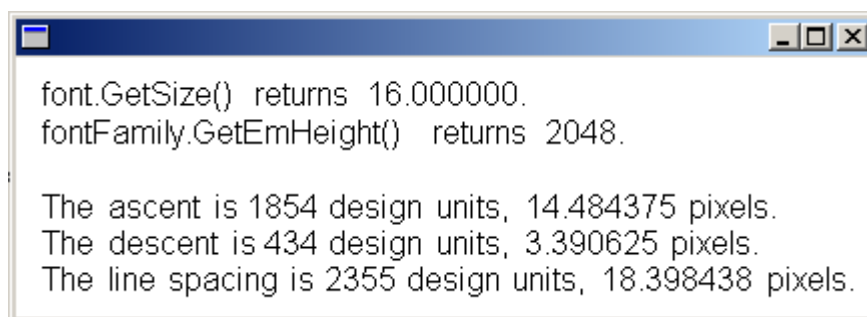 font.GetSize() returns 16.000000.
fontFamily.GetEmHeight() returns 2048.
The ascent is 1854 design units, 14.484375 pixels.
The descent is 434 design units, 3.390625 pixels.
The line spacing is 2355 design units, 18.398438 pixels.